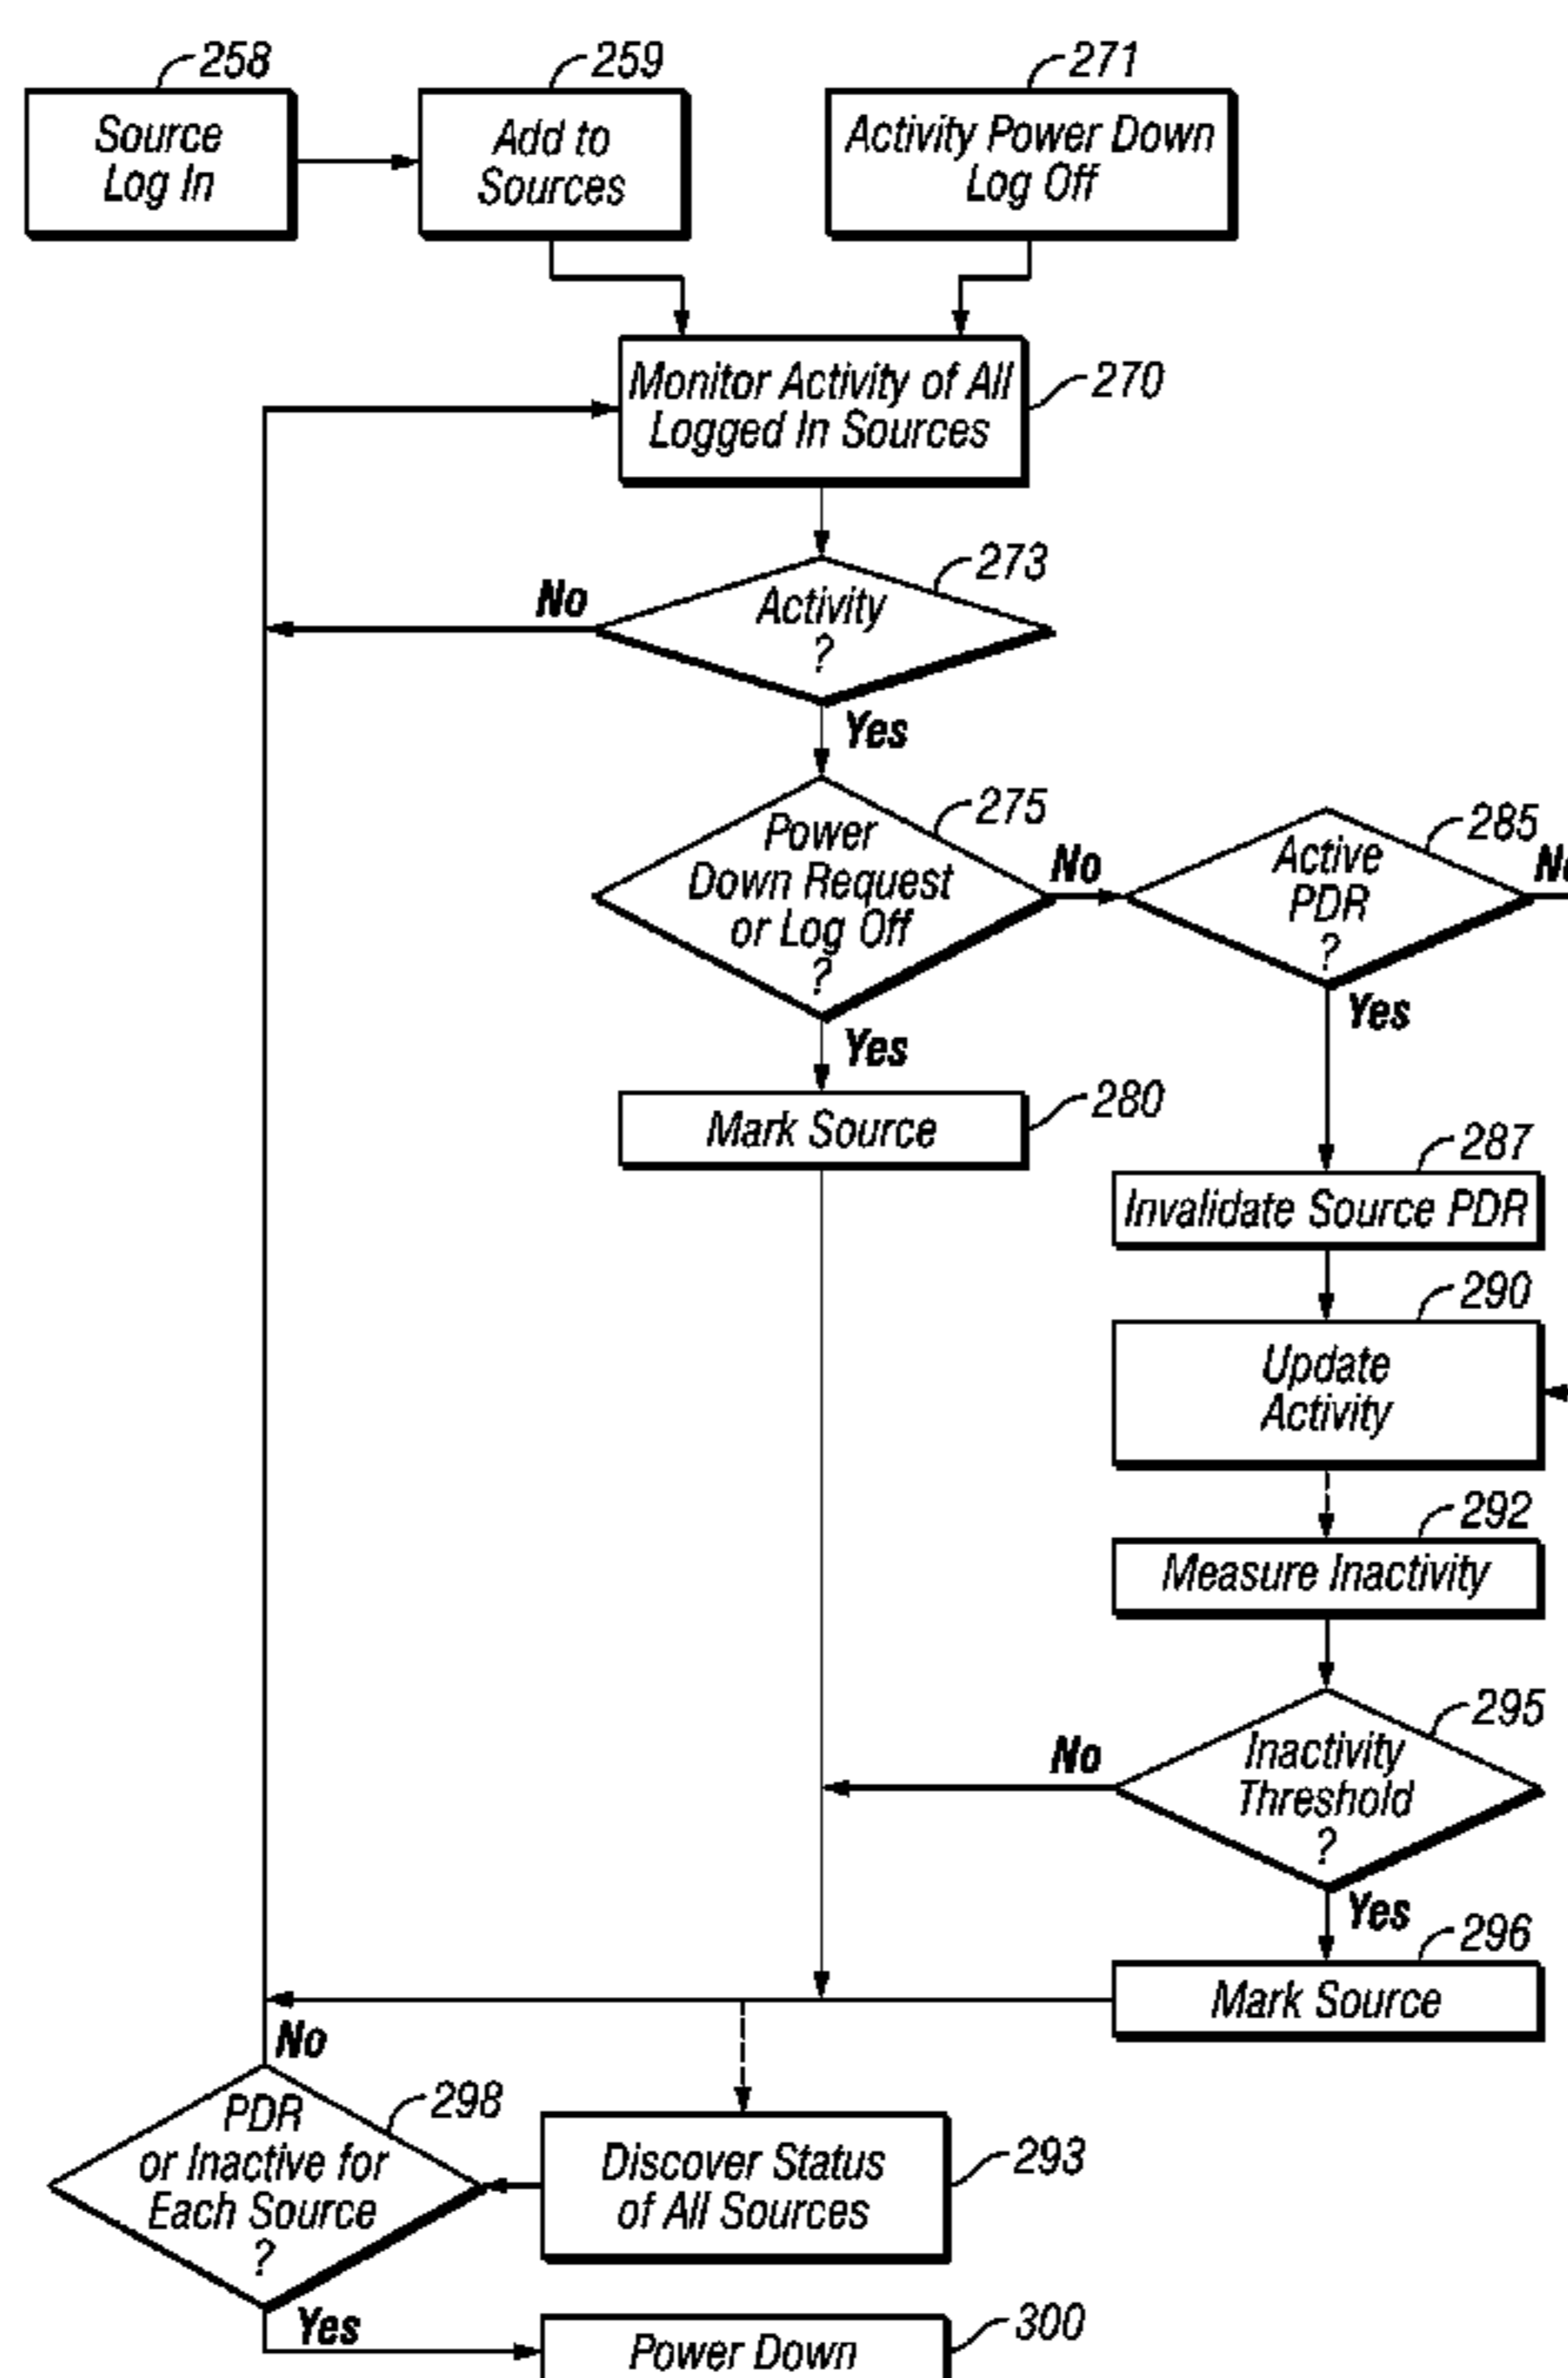 258
Source
Log In
259
Add to
Sources
271
Activity Power Down
Log Off
Monitor Activity of All
Logged In Sources
270
273
Activity
?
No
Yes
275
Power
Down Request
or Log Off
?
No
Yes
285
Active
PDR
?
No
Yes
280
Mark Source
287
Invalidate Source PDR
290
Update
Activity
292
Measure Inactivity
295
Inactivity
Threshold
?
No
Yes
296
Mark Source
No
298
PDR
or Inactive for
Each Source
?
Yes
293
Discover Status
of All Sources
300
Power Down